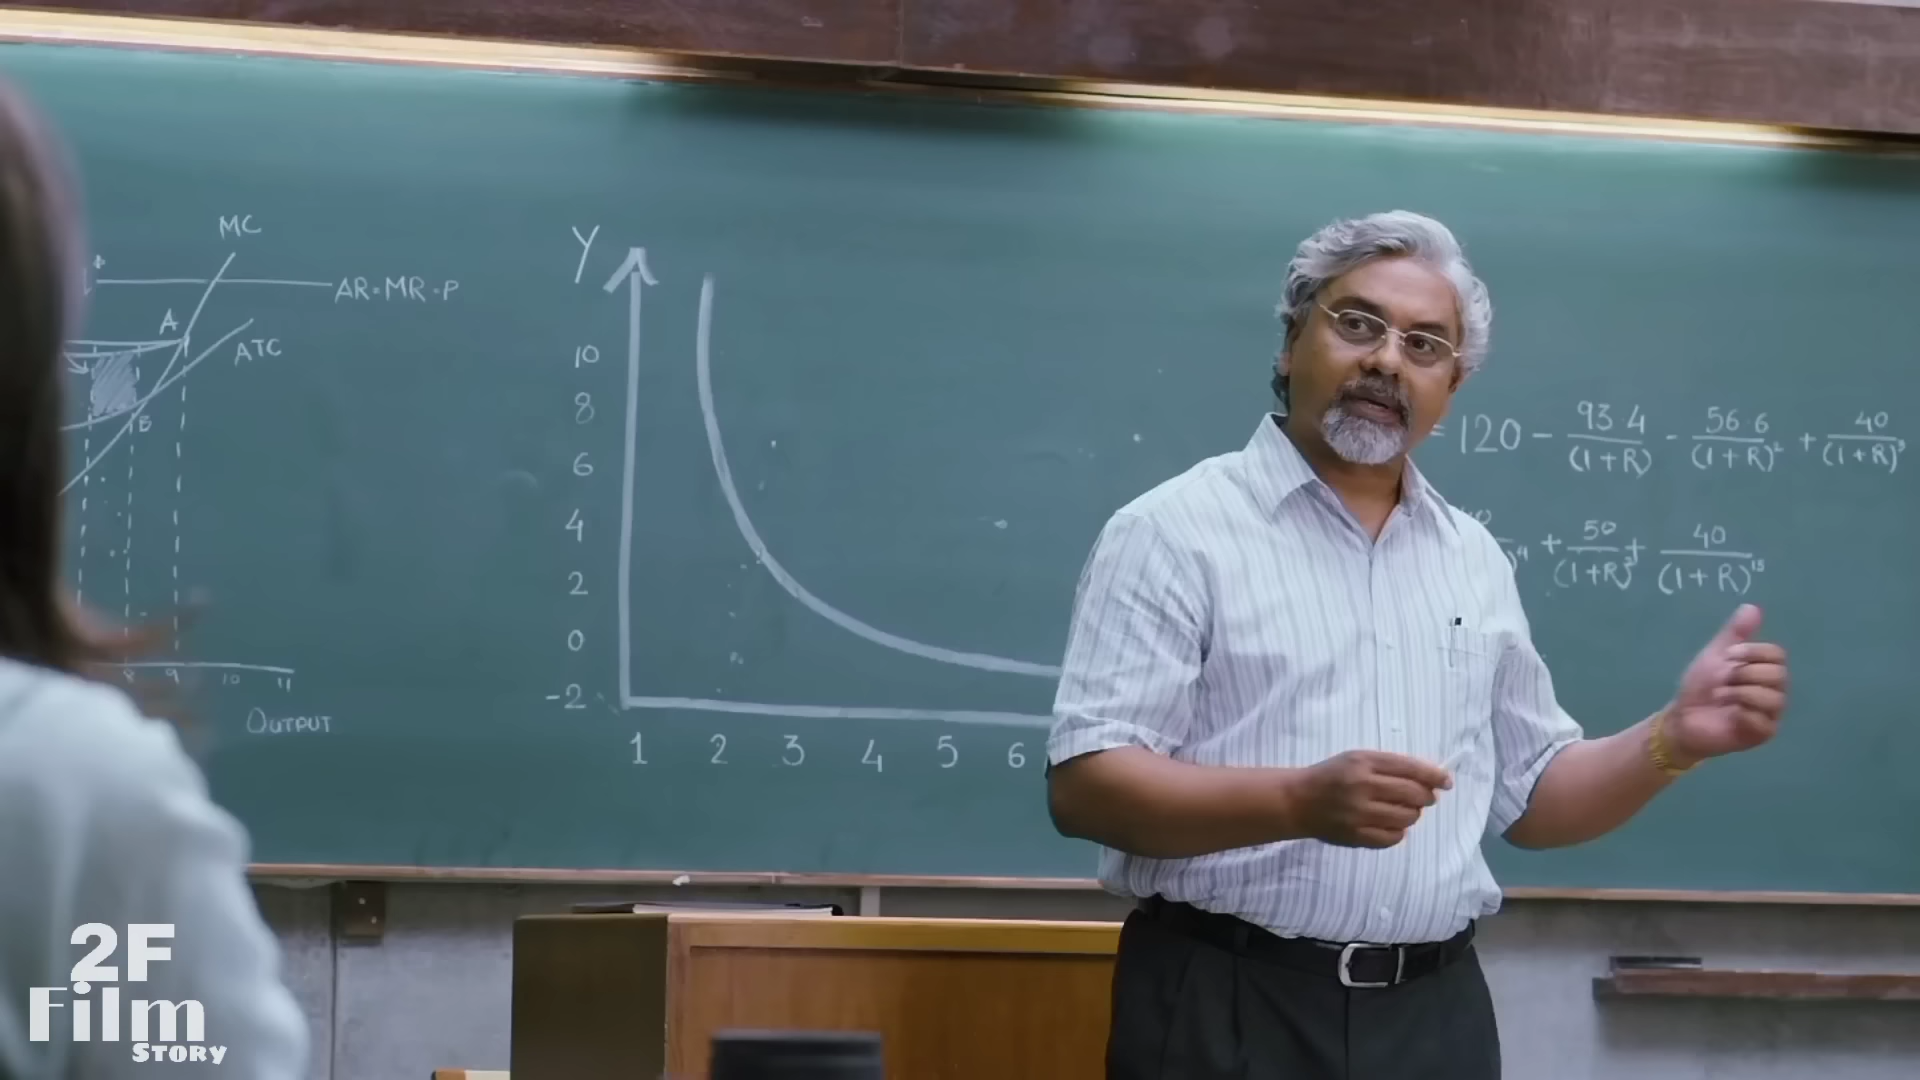 MC
AR=MR=P
A
ATC
B
8 9 10 11
OUTPUT
Y
10
8
6
4
2
0
-2
1 2 3 4 5 6
= 120 - 93.4/(1+R) - 56.6/(1+R)² + 40/(1+R)³
+ 50/(1+R) + 40/(1+R)¹⁵
2F
Film
STORY